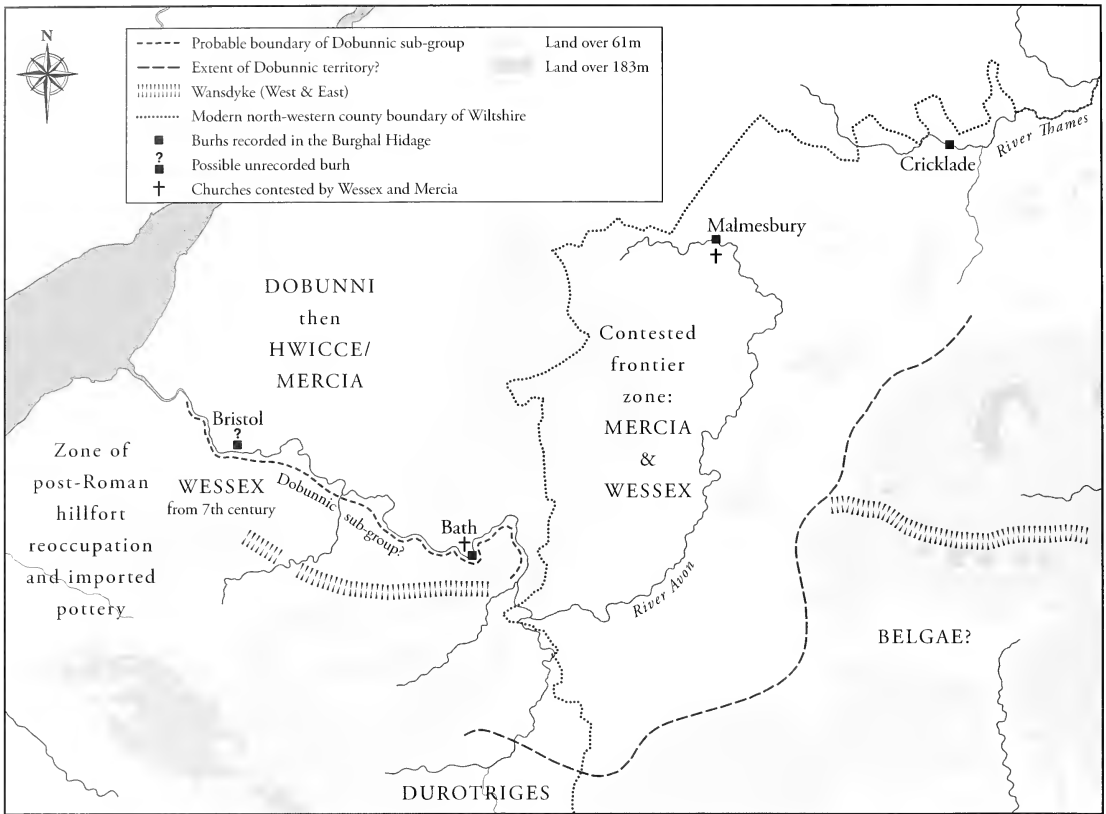 N
Probable boundary of Dobunnic sub-group
Extent of Dobunnic territory?
Wansdyke (West & East)
Modern north-western county boundary of Wiltshire
Burhs recorded in the Burghal Hidage
?
Possible unrecorded burh
Churches contested by Wessex and Mercia
Land over 61m
Land over 183m
River Thames
Cricklade
Malmesbury
DOBUNNI
then
HWICCE/
MERCIA
Contested
frontier
zone:
MERCIA
&
WESSEX
Bristol
?
Zone of
post-Roman
hillfort
reoccupation
and imported
pottery
WESSEX
from 7th century
Dobunnic sub-group?
Bath
River Avon
BELGAE?
DUROTRIGES